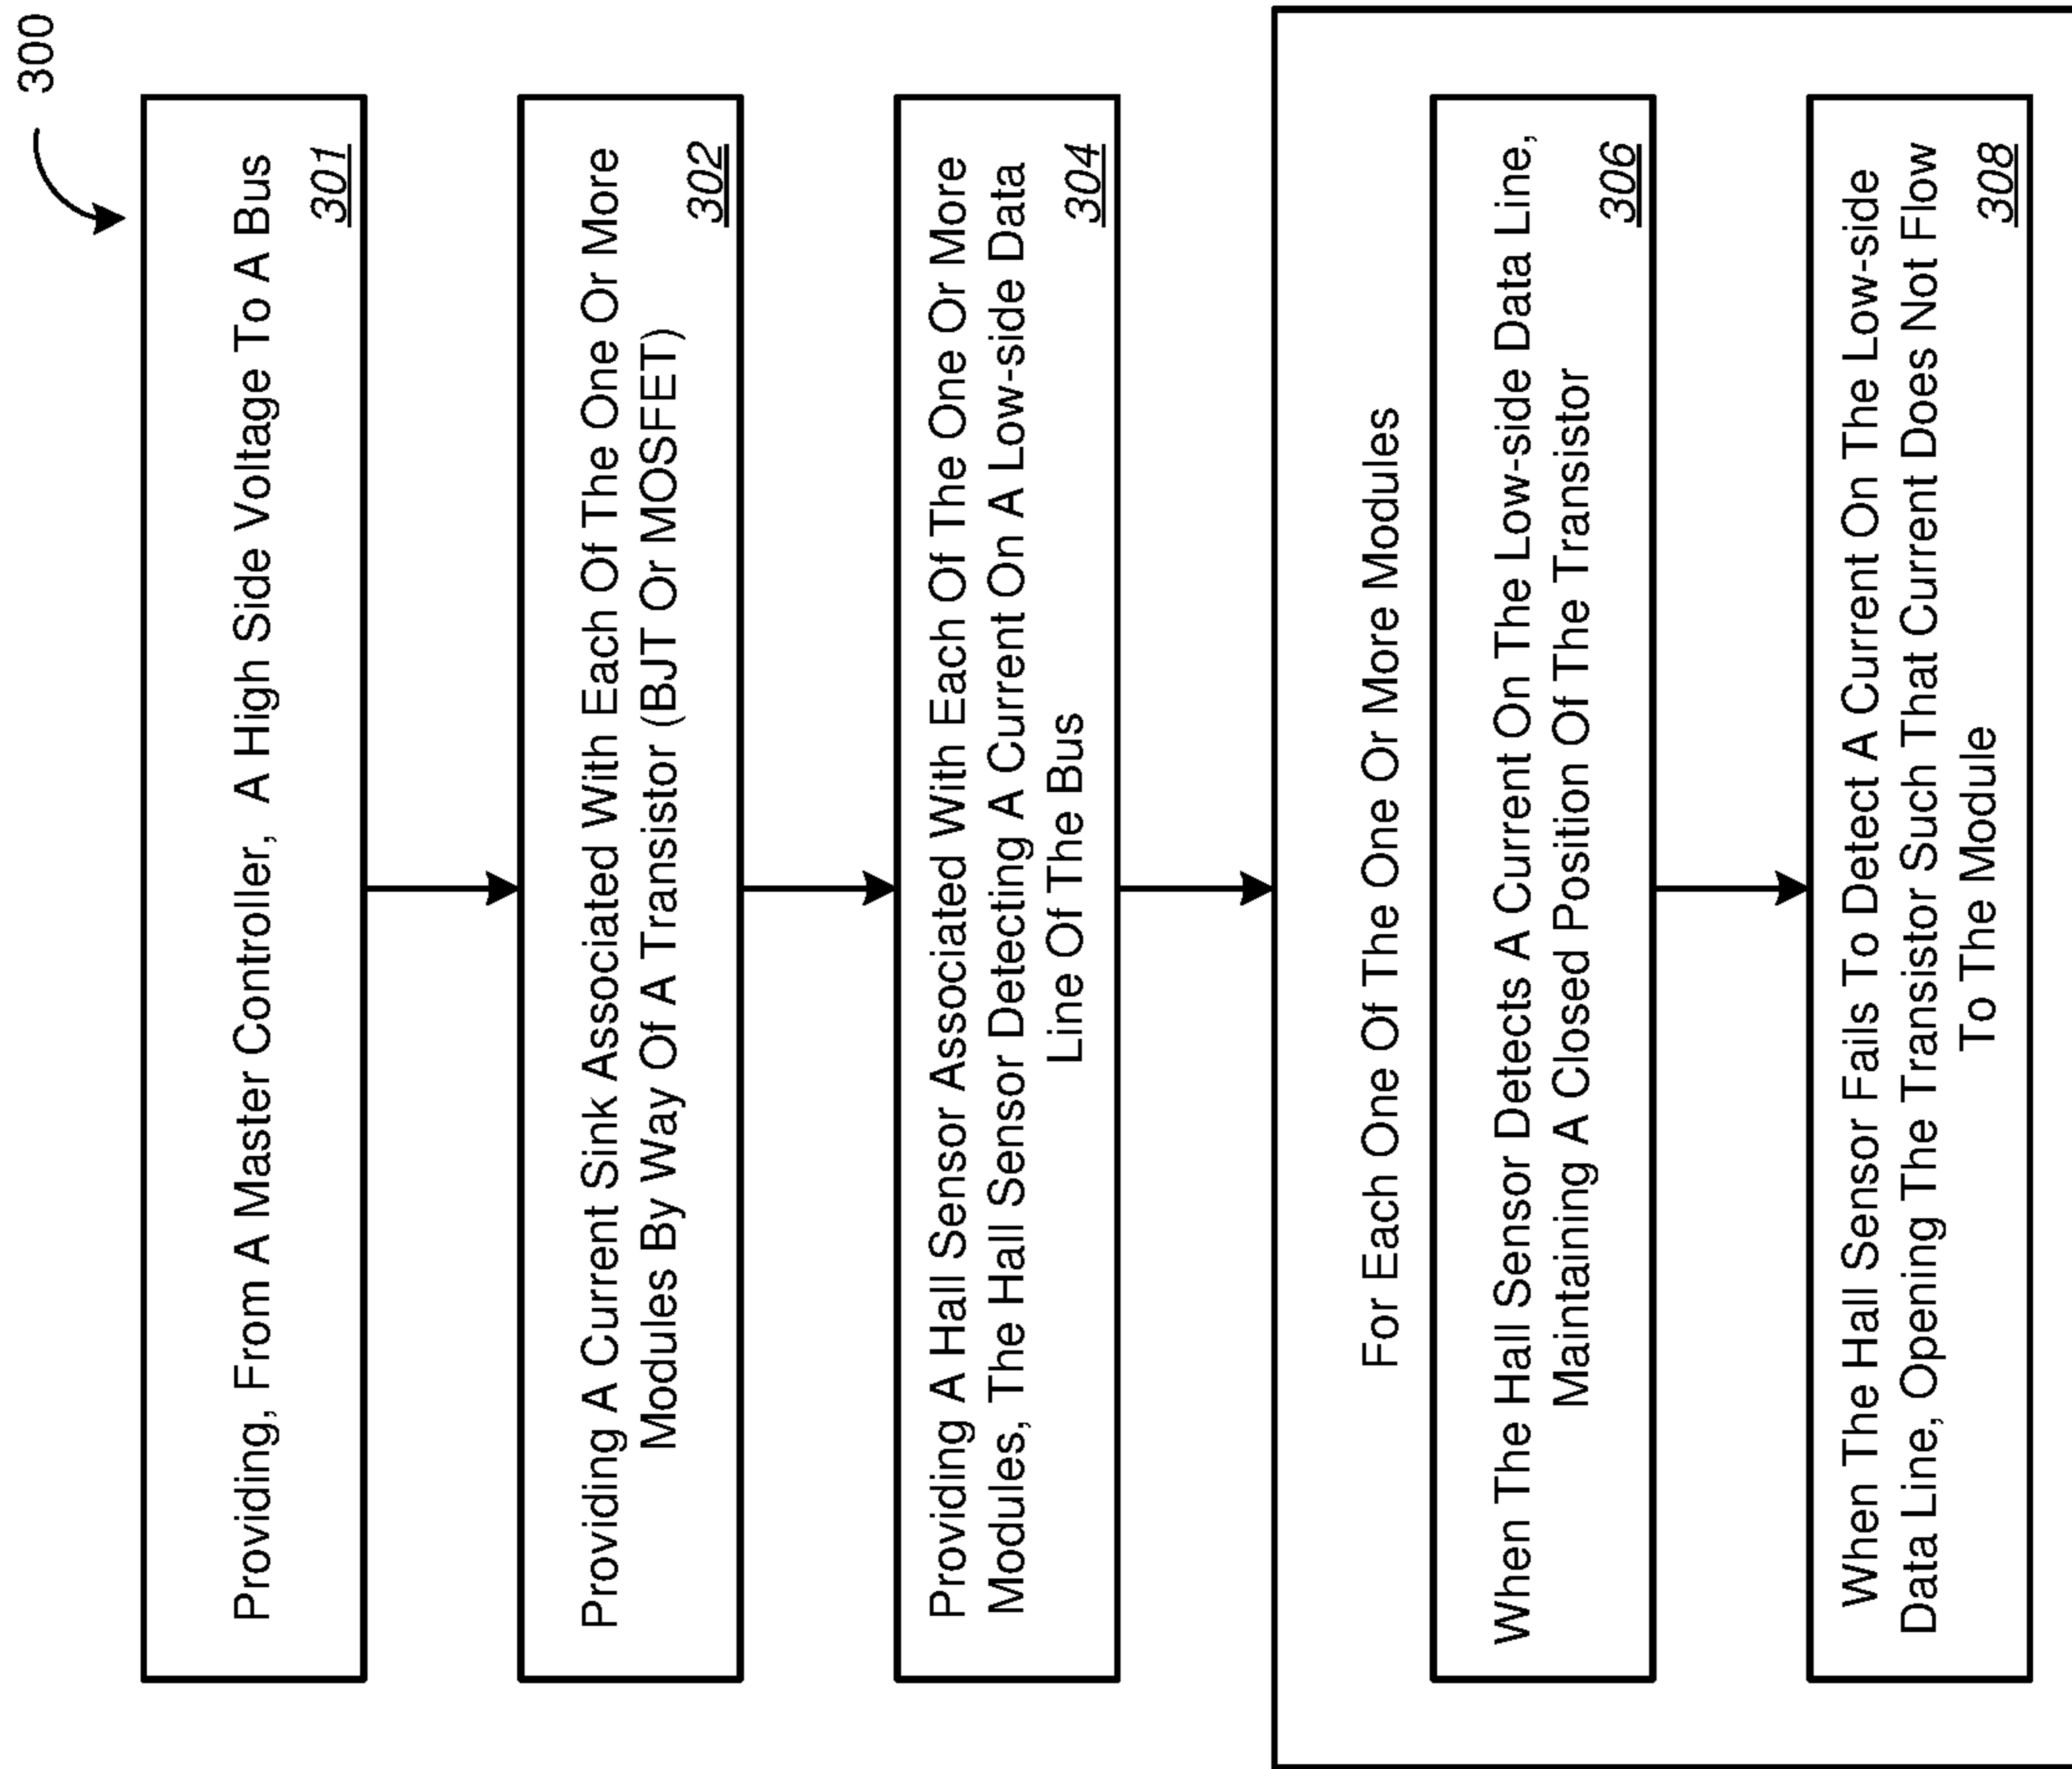 300
Providing, From A Master Controller, A High Side Voltage To A Bus
301
Providing A Current Sink Associated With Each Of The One Or More
Modules By Way Of A Transistor (BJT Or MOSFET)
302
Providing A Hall Sensor Associated With Each Of The One Or More
Modules, The Hall Sensor Detecting A Current On A Low-side Data
Line Of The Bus
304
For Each One Of The One Or More Modules
When The Hall Sensor Detects A Current On The Low-side Data Line,
Maintaining A Closed Position Of The Transistor
306
When The Hall Sensor Fails To Detect A Current On The Low-side
Data Line, Opening The Transistor Such That Current Does Not Flow
To The Module
308